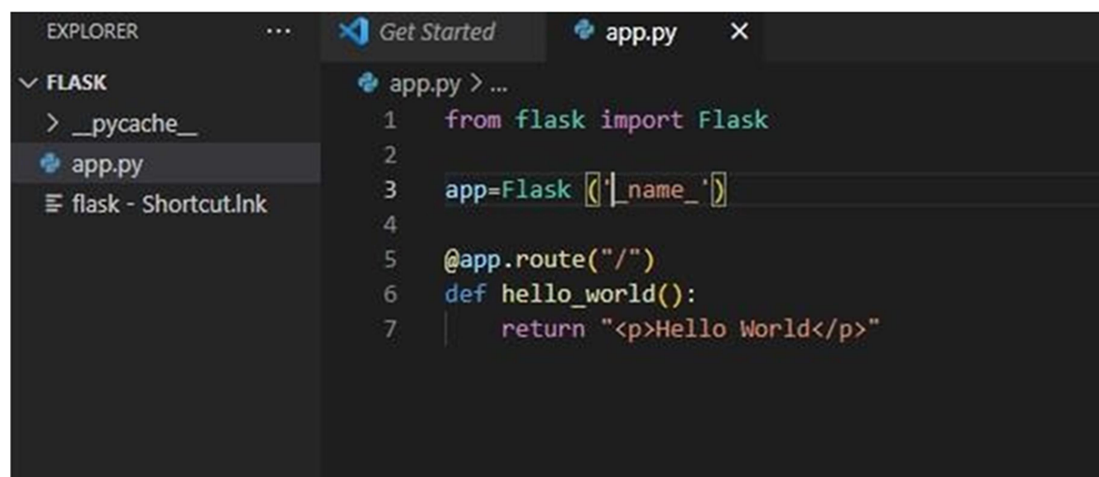 EXPLORER ...
Get Started app.py
FLASK
app.py > ...
__pycache__
app.py
flask - Shortcut.lnk
1 from flask import Flask
2
3 app=Flask ('_name_')
4
5 @app.route("/")
6 def hello_world():
7 return "<p>Hello World</p>"